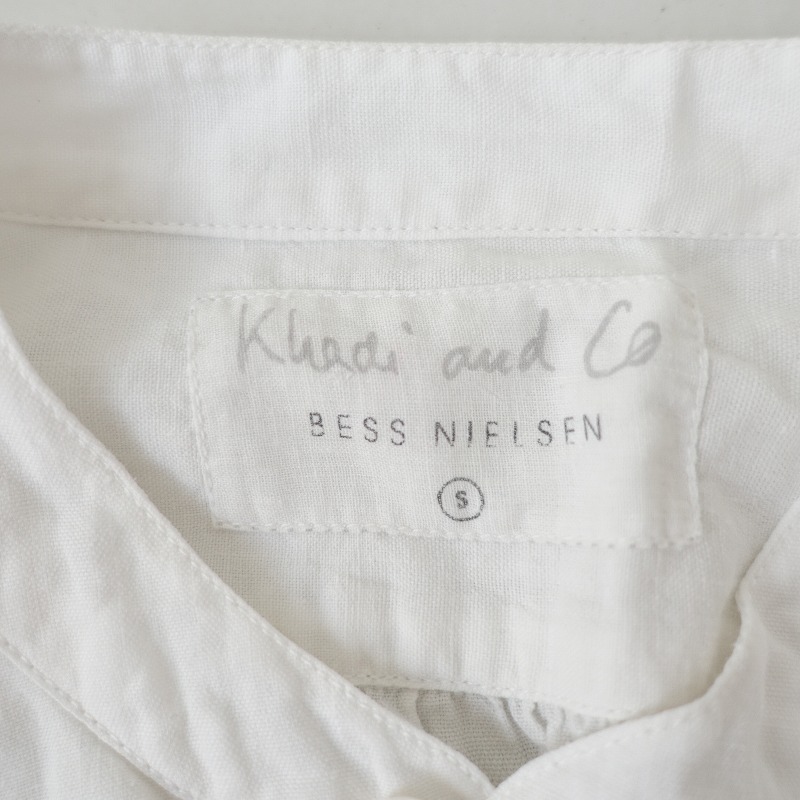 Khadi and Co
BESS NIELSEN
S